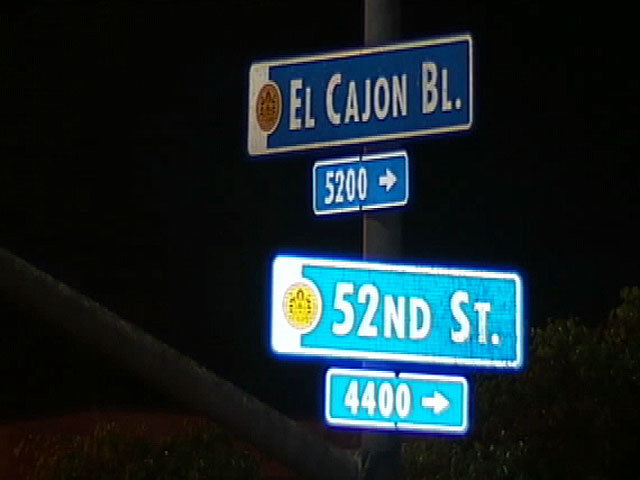 EL CAJON BL.
5200 →
52ND ST.
4400 →